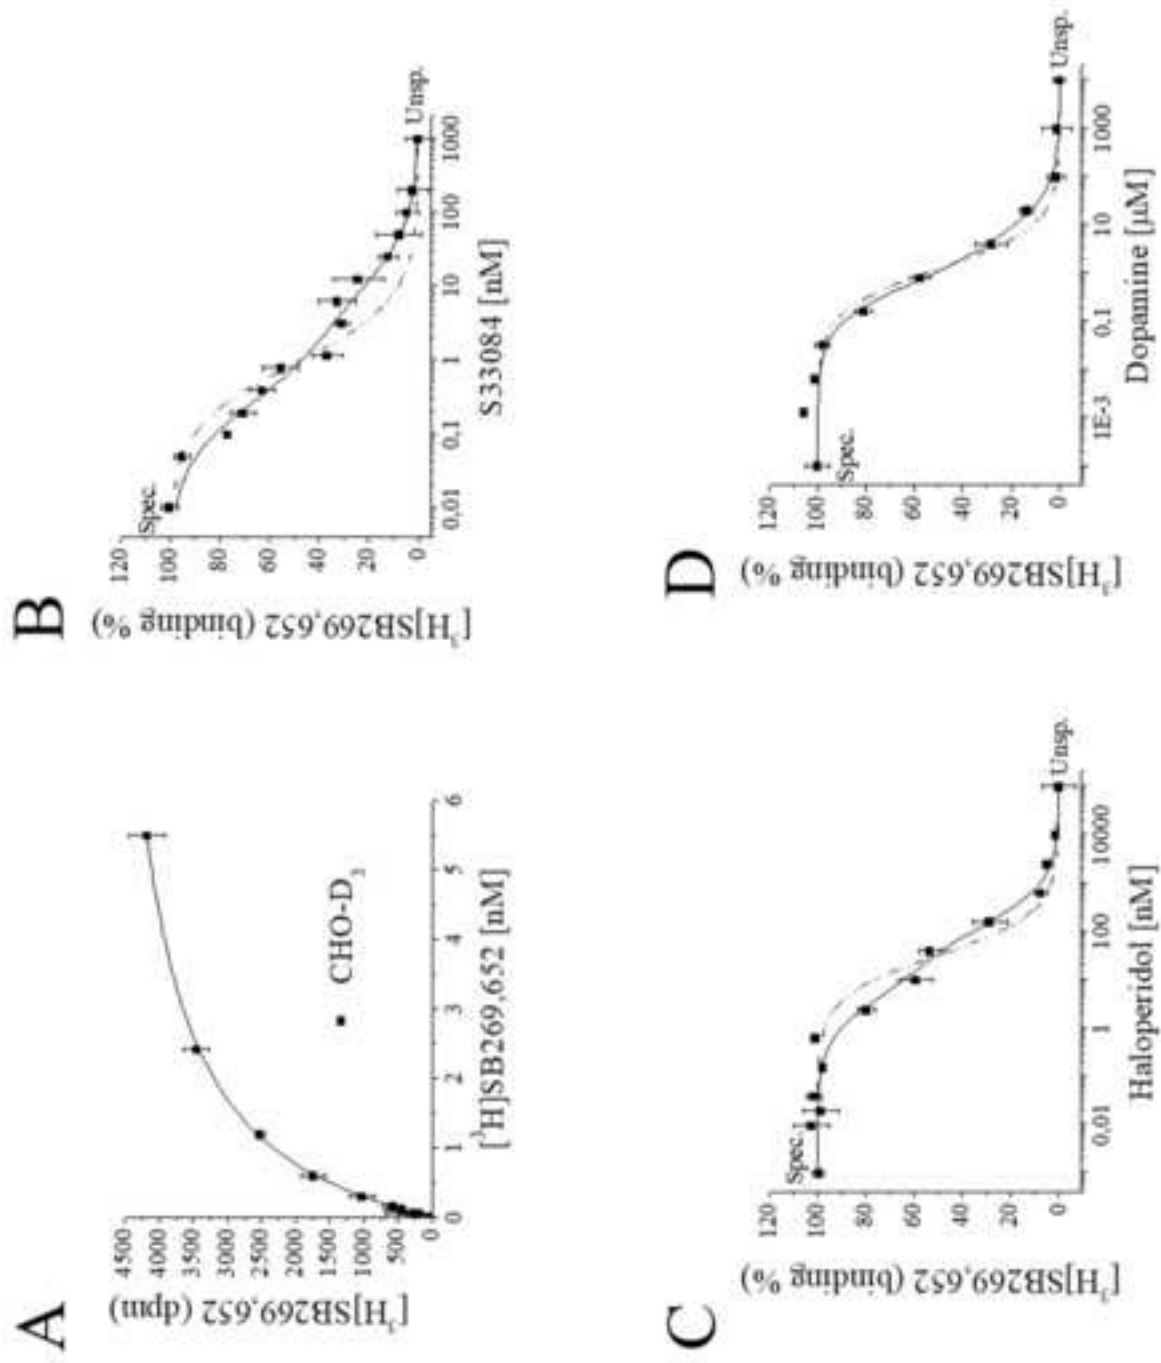 A
[³H]SB269,652 (dpm)
4500
4000
3500
3000
2500
2000
1500
1000
500
0
0 1 2 3 4 5 6
[³H]SB269,652 [nM]
CHO-D₃
B
[³H]SB269,652 (binding %)
120
100
80
60
40
20
0
Spec.
Unsp.
0,01 0,1 1 10 100 1000
S33084 [nM]
C
[³H]SB269,652 (binding %)
120
100
80
60
40
20
0
Spec.
Unsp.
0,01 1 100 10000
Haloperidol [nM]
D
[³H]SB269,652 (binding %)
120
100
80
60
40
20
0
Spec.
Unsp.
1E-3 0,1 10 1000
Dopamine [µM]